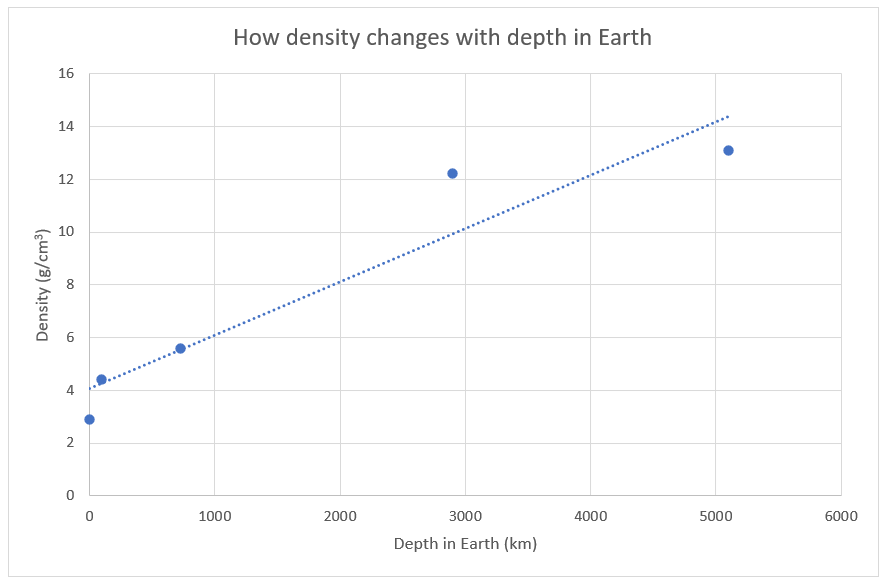 How density changes with depth in Earth
16
14
12
10
8
6
4
2
0
Density (g/cm³)
0 1000 2000 3000 4000 5000 6000
Depth in Earth (km)